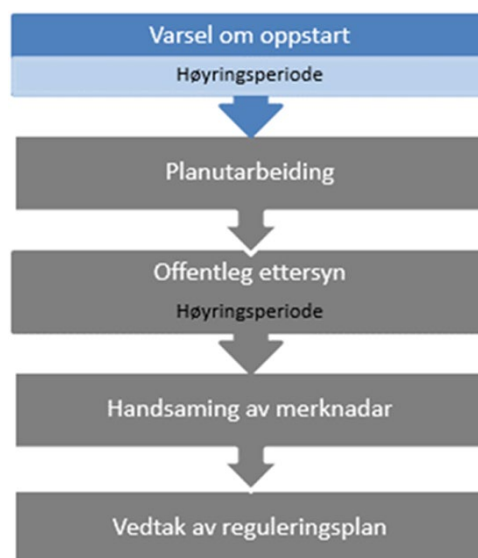 Varsel om oppstart
Høyringsperiode
Planutarbeiding
Offentleg ettersyn
Høyringsperiode
Handsaming av merknadar
Vedtak av reguleringsplan